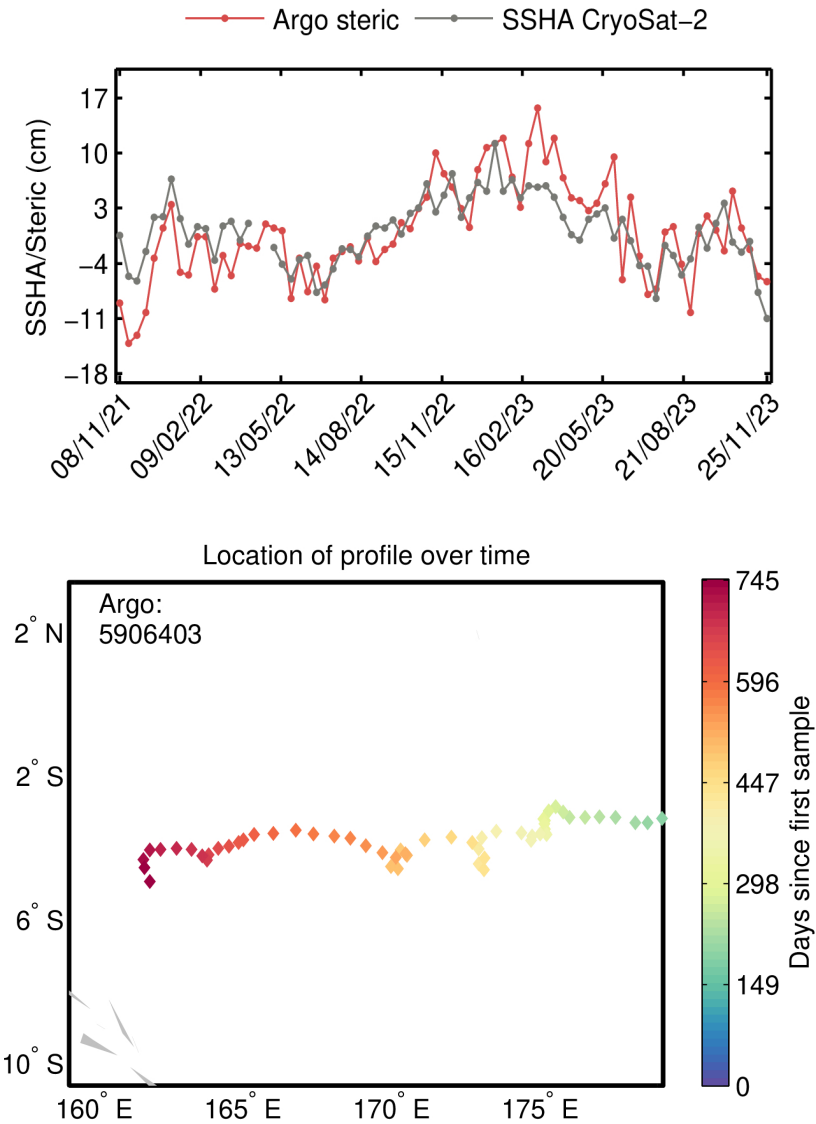 Argo steric
SSHA CryoSat−2
SSHA/Steric (cm)
17
10
3
−4
−11
−18
08/11/21
09/02/22
13/05/22
14/08/22
15/11/22
16/02/23
20/05/23
21/08/23
25/11/23
Location of profile over time
Argo:
5906403
2° N
2° S
6° S
10° S
160° E
165° E
170° E
175° E
745
596
447
298
149
0
Days since first sample